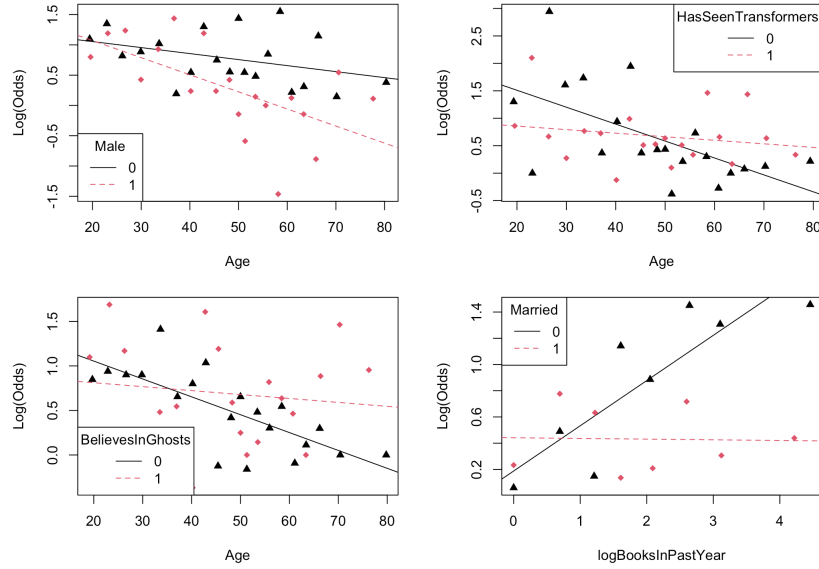 Log(Odds)
1.5
0.5
-0.5
-1.5
Male
0
1
20 30 40 50 60 70 80
Age
Log(Odds)
2.5
1.5
0.5
-0.5
HasSeenTransformers
0
1
20 30 40 50 60 70 80
Age
Log(Odds)
1.5
1.0
0.5
0.0
BelievesInGhosts
0
1
20 30 40 50 60 70 80
Age
Log(Odds)
1.4
1.0
0.6
0.2
Married
0
1
0 1 2 3 4
logBooksInPastYear